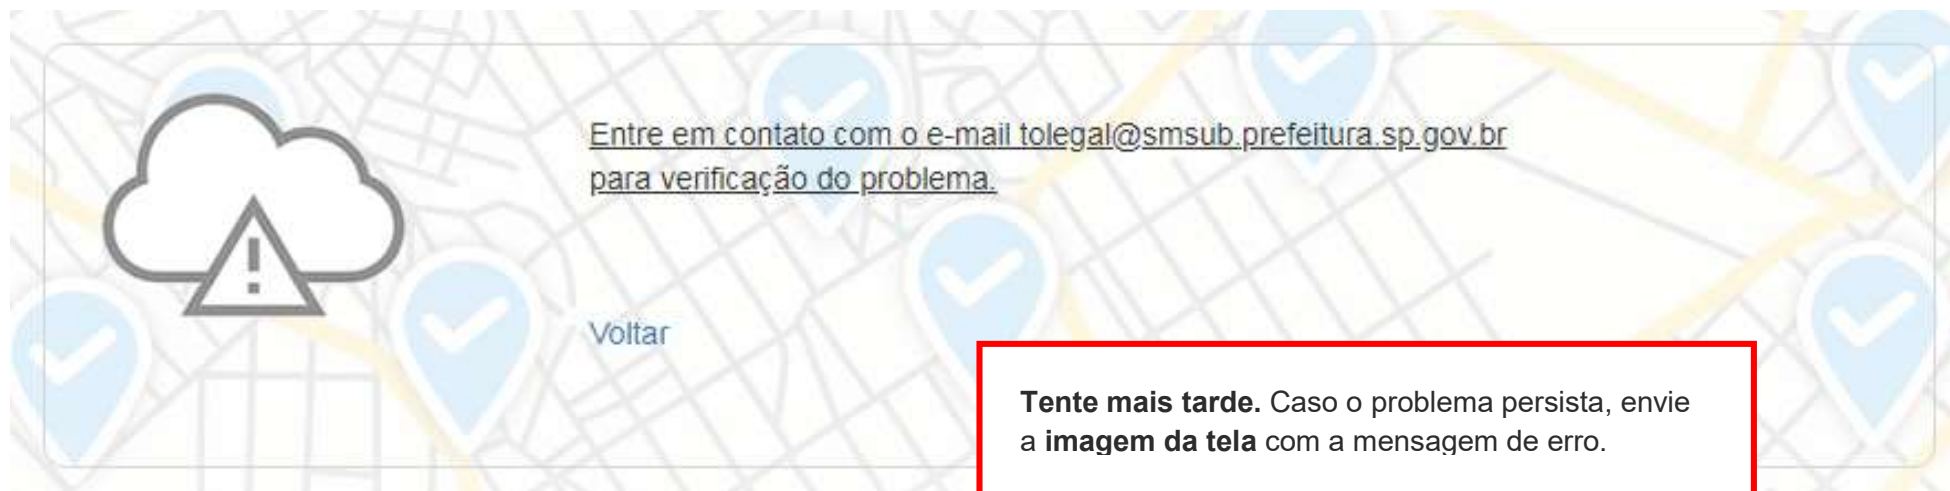 Entre em contato com o e-mail tolegal@smsub.prefeitura.sp.gov.br
para verificação do problema.
Voltar
Tente mais tarde. Caso o problema persista, envie
a imagem da tela com a mensagem de erro.